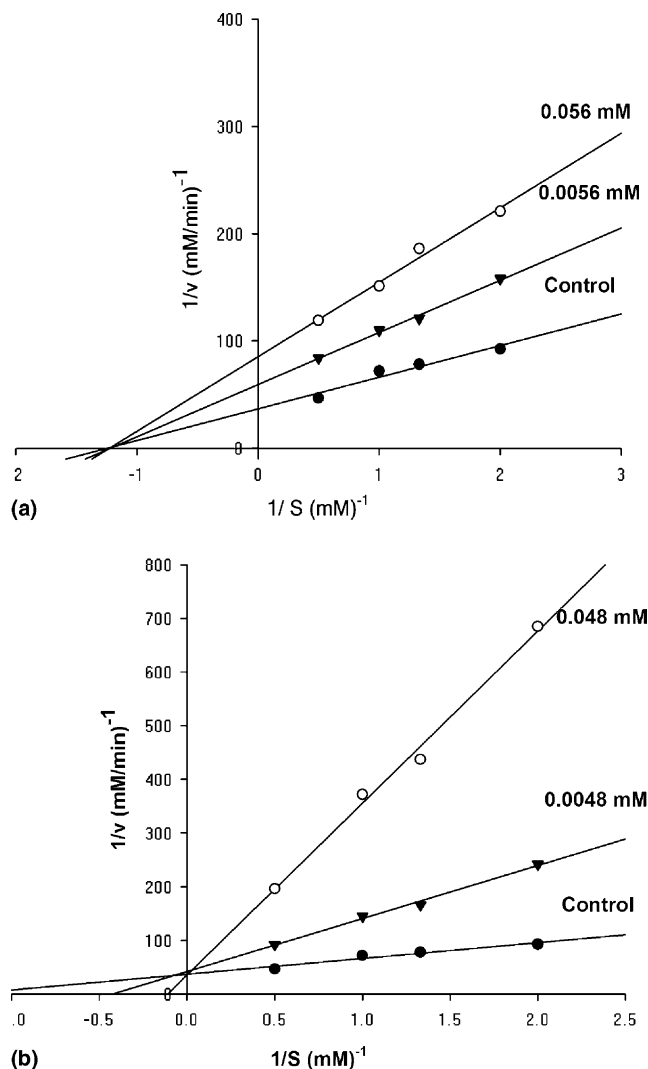 400
0.056 mM
300
0.0056 mM
1/v (mM/min)-1
200
Control
100
0
2 -1 0 1 2 3
(a) 1/ S (mM)-1
800
0.048 mM
700
600
500
1/v (mM/min)-1
400
0.0048 mM
300
200
Control
100
0
.0 -0.5 0.0 0.5 1.0 1.5 2.0 2.5
(b) 1/S (mM)-1